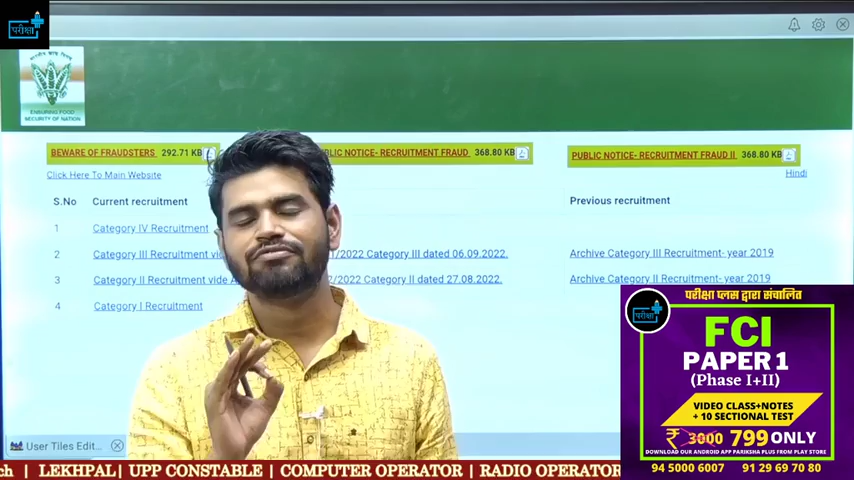 परीक्षा
ENSURING FOOD
SECURITY OF NATION
BEWARE OF FRAUDSTERS 292.71 KB
BLIC NOTICE- RECRUITMENT FRAUD 368.80 KB
PUBLIC NOTICE- RECRUITMENT FRAUD II 368.80 KB
Click Here To Main Website
Hindi
S.No Current recruitment
Previous recruitment
1 Category IV Recruitment
2 Category III Recruitment vid 1/2022 Category III dated 06.09.2022.
Archive Category III Recruitment- year 2019
3 Category II Recruitment vide A 2/2022 Category II dated 27.08.2022.
Archive Category II Recruitment- year 2019
4 Category I Recruitment
परीक्षा प्लस द्वारा संचालित
परीक्षा
FCI
PAPER 1
(Phase I+II)
VIDEO CLASS+NOTES
+ 10 SECTIONAL TEST
₹ 3000 799 ONLY
DOWNLOAD OUR ANDROID APP PARIKSHA PLUS FROM PLAY STORE
94 5000 6007 91 29 69 70 80
User Tiles Edit...
ch | LEKHPAL| UPP CONSTABLE | COMPUTER OPERATOR | RADIO OPERATOR